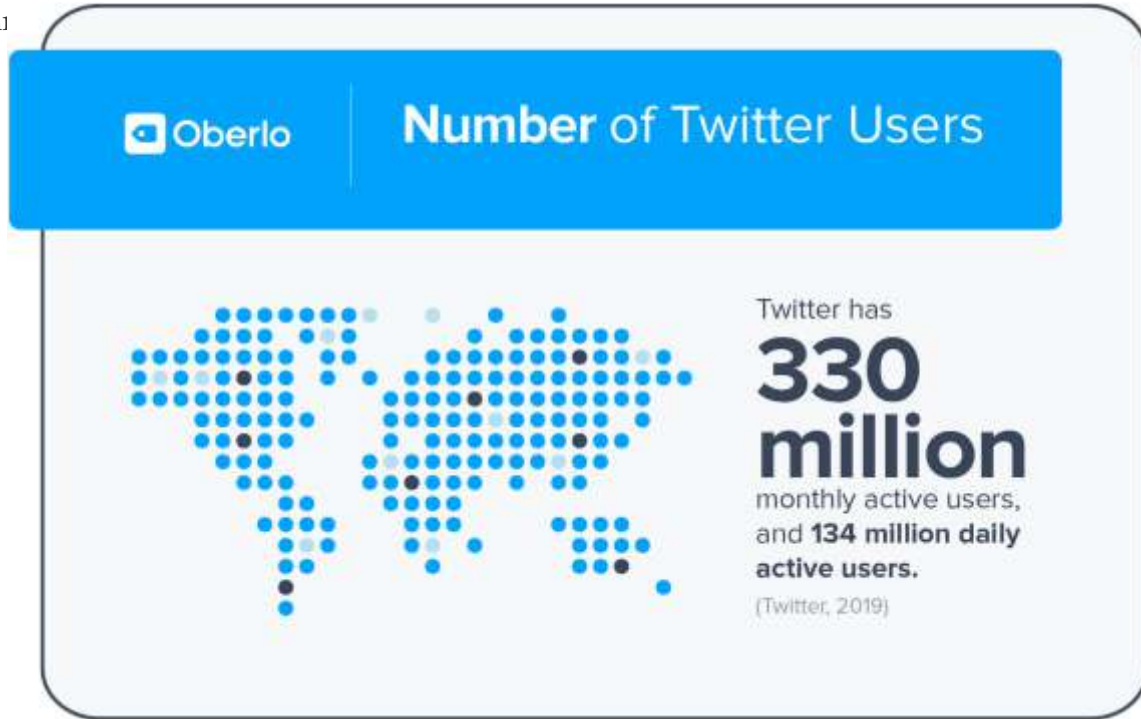 Oberlo
Number of Twitter Users
Twitter has
330
million
monthly active users,
and 134 million daily
active users.
(Twitter, 2019)